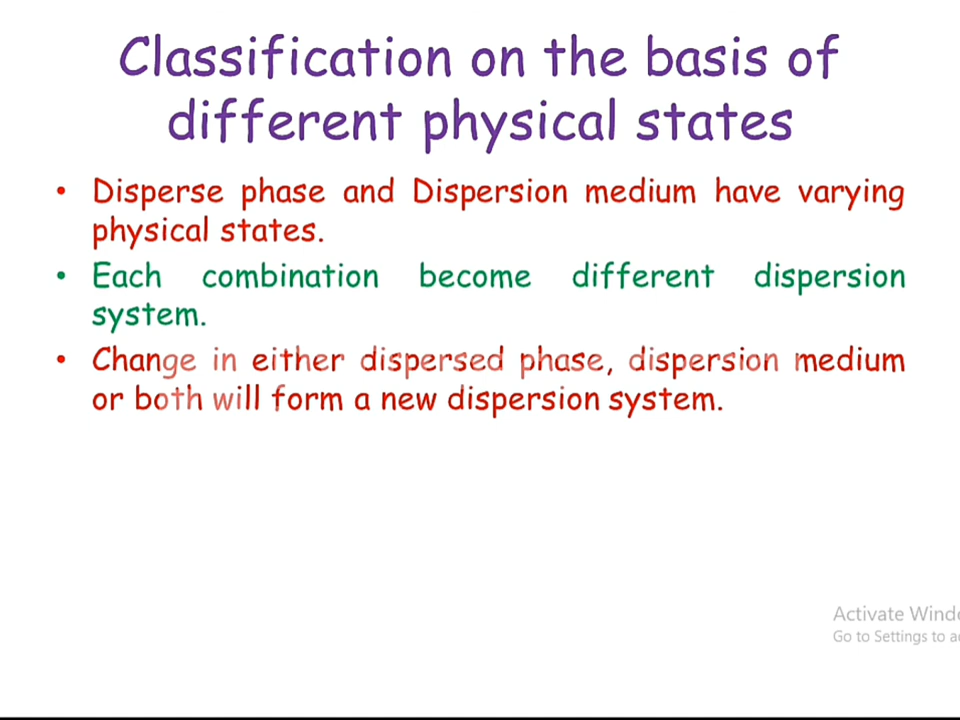 Classification on the basis of
different physical states
• Disperse phase and Dispersion medium have varying
physical states.
• Each combination become different dispersion
system.
• Change in either dispersed phase, dispersion medium
or both will form a new dispersion system.
Activate Windo
Go to Settings to ac